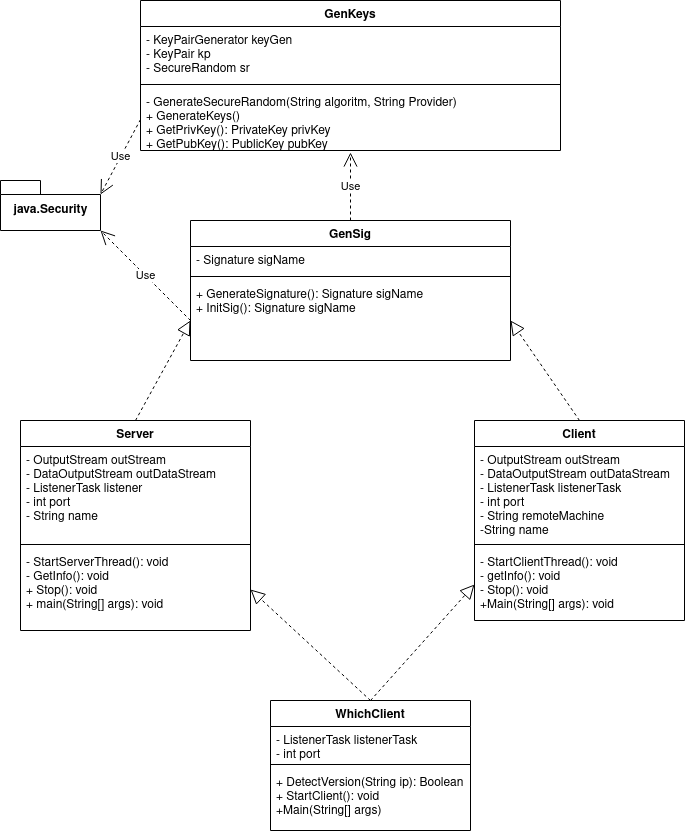 GenKeys
- KeyPairGenerator keyGen
- KeyPair kp
- SecureRandom sr
- GenerateSecureRandom(String algoritm, String Provider)
+ GenerateKeys()
+ GetPrivKey(): PrivateKey privKey
+ GetPubKey(): PublicKey pubKey
Use
Use
java.Security
GenSig
- Signature sigName
+ GenerateSignature(): Signature sigName
+ InitSig(): Signature sigName
Use
Server
- OutputStream outStream
- DataOutputStream outDataStream
- ListenerTask listener
- int port
- String name
- StartServerThread(): void
- GetInfo(): void
+ Stop(): void
+ main(String[] args): void
Client
- OutputStream outStream
- DataOutputStream outDataStream
- ListenerTask listenerTask
- int port
- String remoteMachine
-String name
- StartClientThread(): void
- getInfo(): void
- Stop(): void
+Main(String[] args): void
WhichClient
- ListenerTask listenerTask
- int port
+ DetectVersion(String ip): Boolean
+ StartClient(): void
+Main(String[] args)